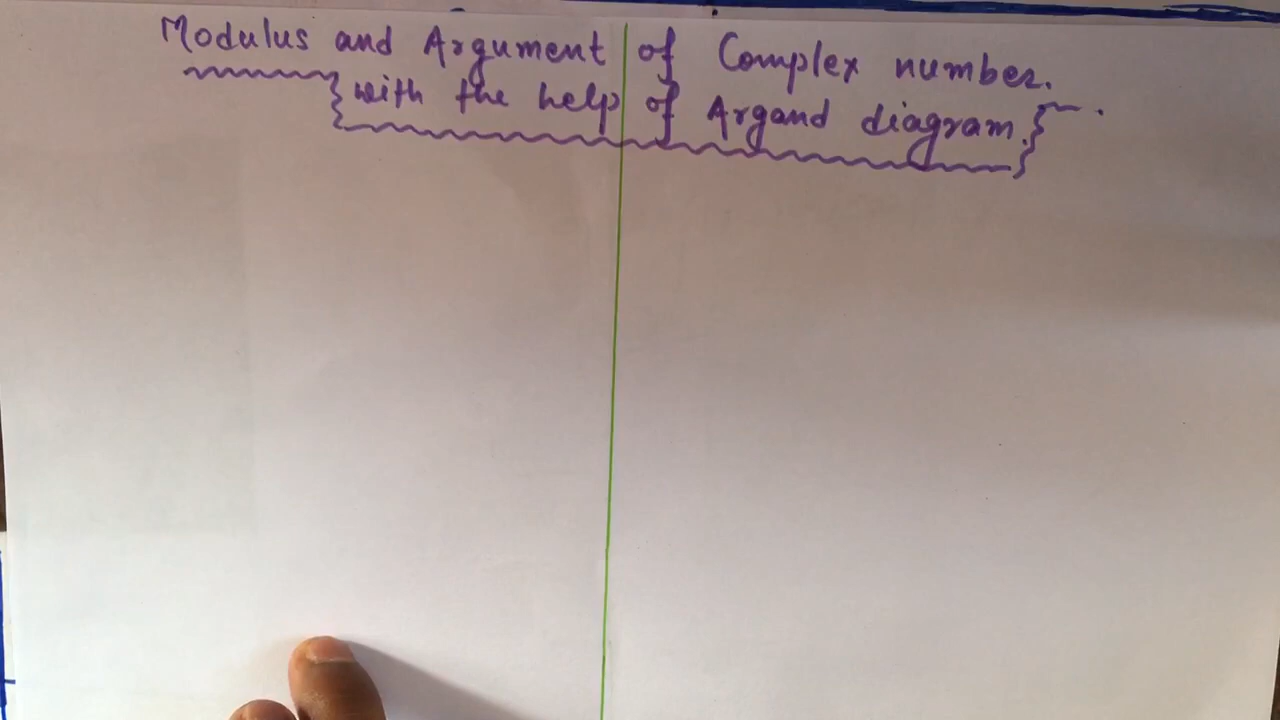 Modulus and Argument of Complex number.
with the help of Argand diagram.